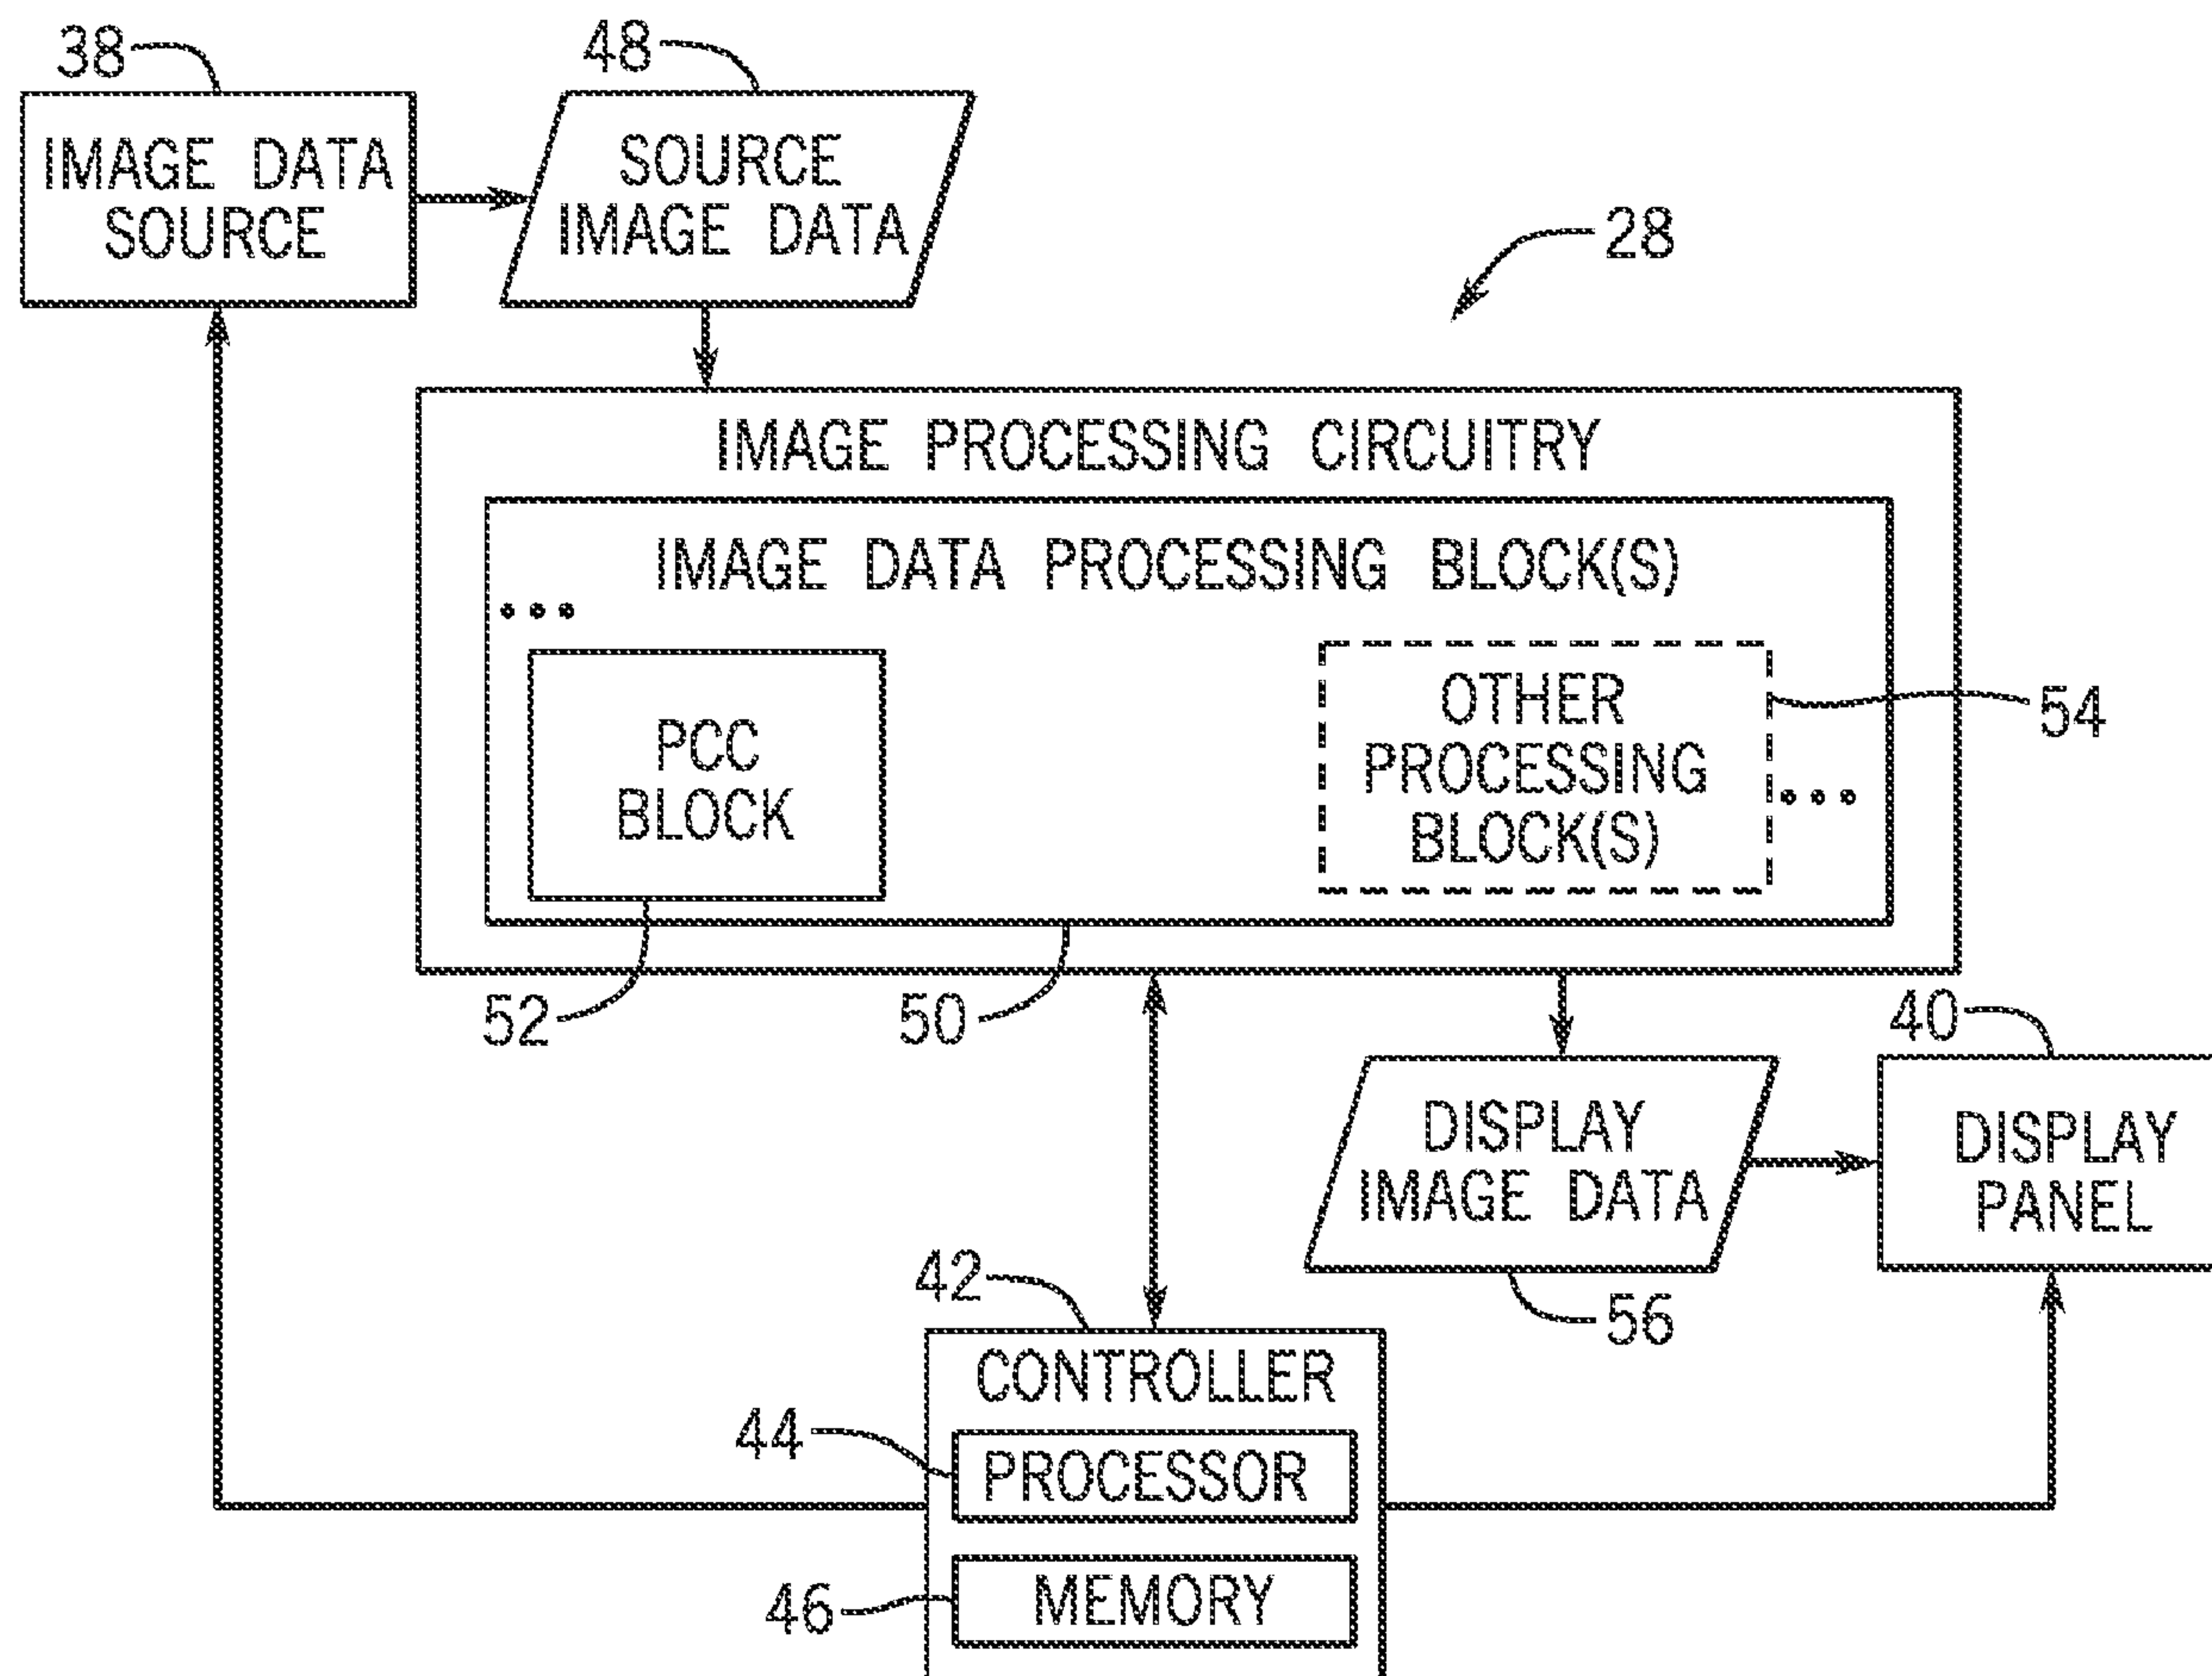 38
48
IMAGE DATA
SOURCE
SOURCE
IMAGE DATA
28
IMAGE PROCESSING CIRCUITRY
IMAGE DATA PROCESSING BLOCK(S)
•••
PCC
BLOCK
OTHER
PROCESSING
BLOCK(S)
•••
54
52
50
40
DISPLAY
IMAGE DATA
DISPLAY
PANEL
42
56
CONTROLLER
44
PROCESSOR
46
MEMORY